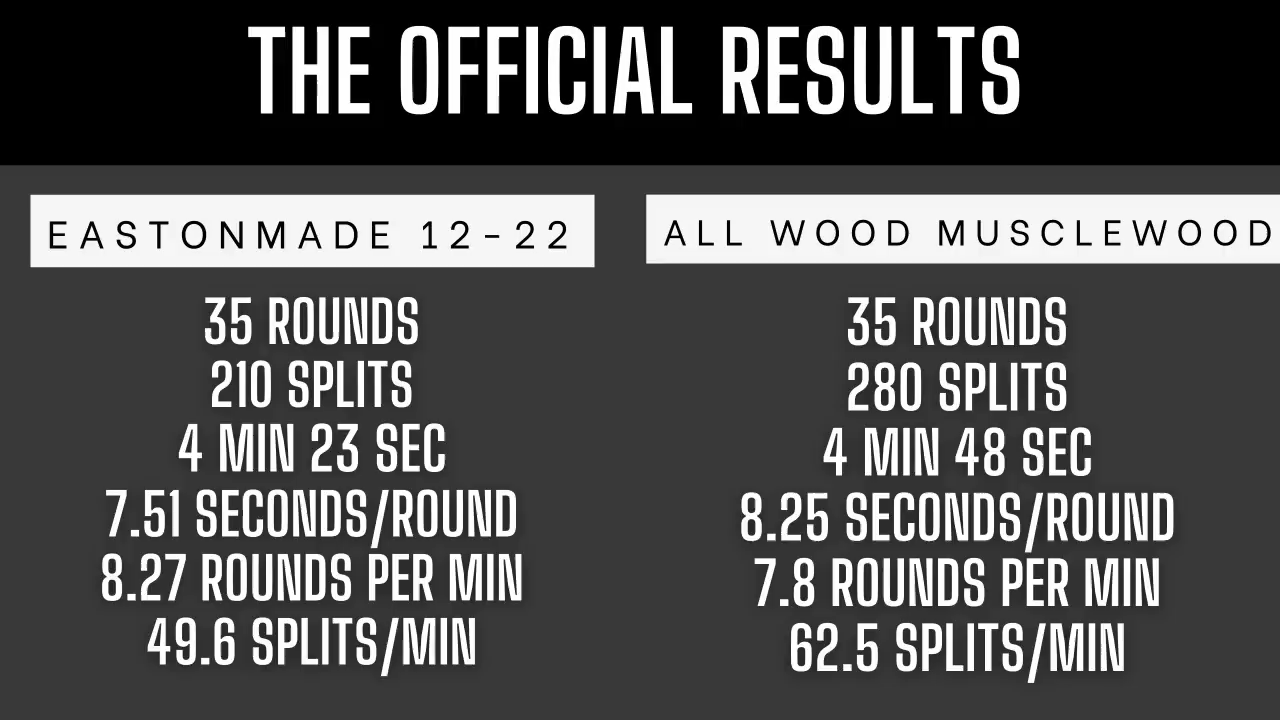 THE OFFICIAL RESULTS
EASTONMADE 12-22
35 ROUNDS
210 SPLITS
4 MIN 23 SEC
7.51 SECONDS/ROUND
8.27 ROUNDS PER MIN
49.6 SPLITS/MIN
ALL WOOD MUSCLEWOOD
35 ROUNDS
280 SPLITS
4 MIN 48 SEC
8.25 SECONDS/ROUND
7.8 ROUNDS PER MIN
62.5 SPLITS/MIN